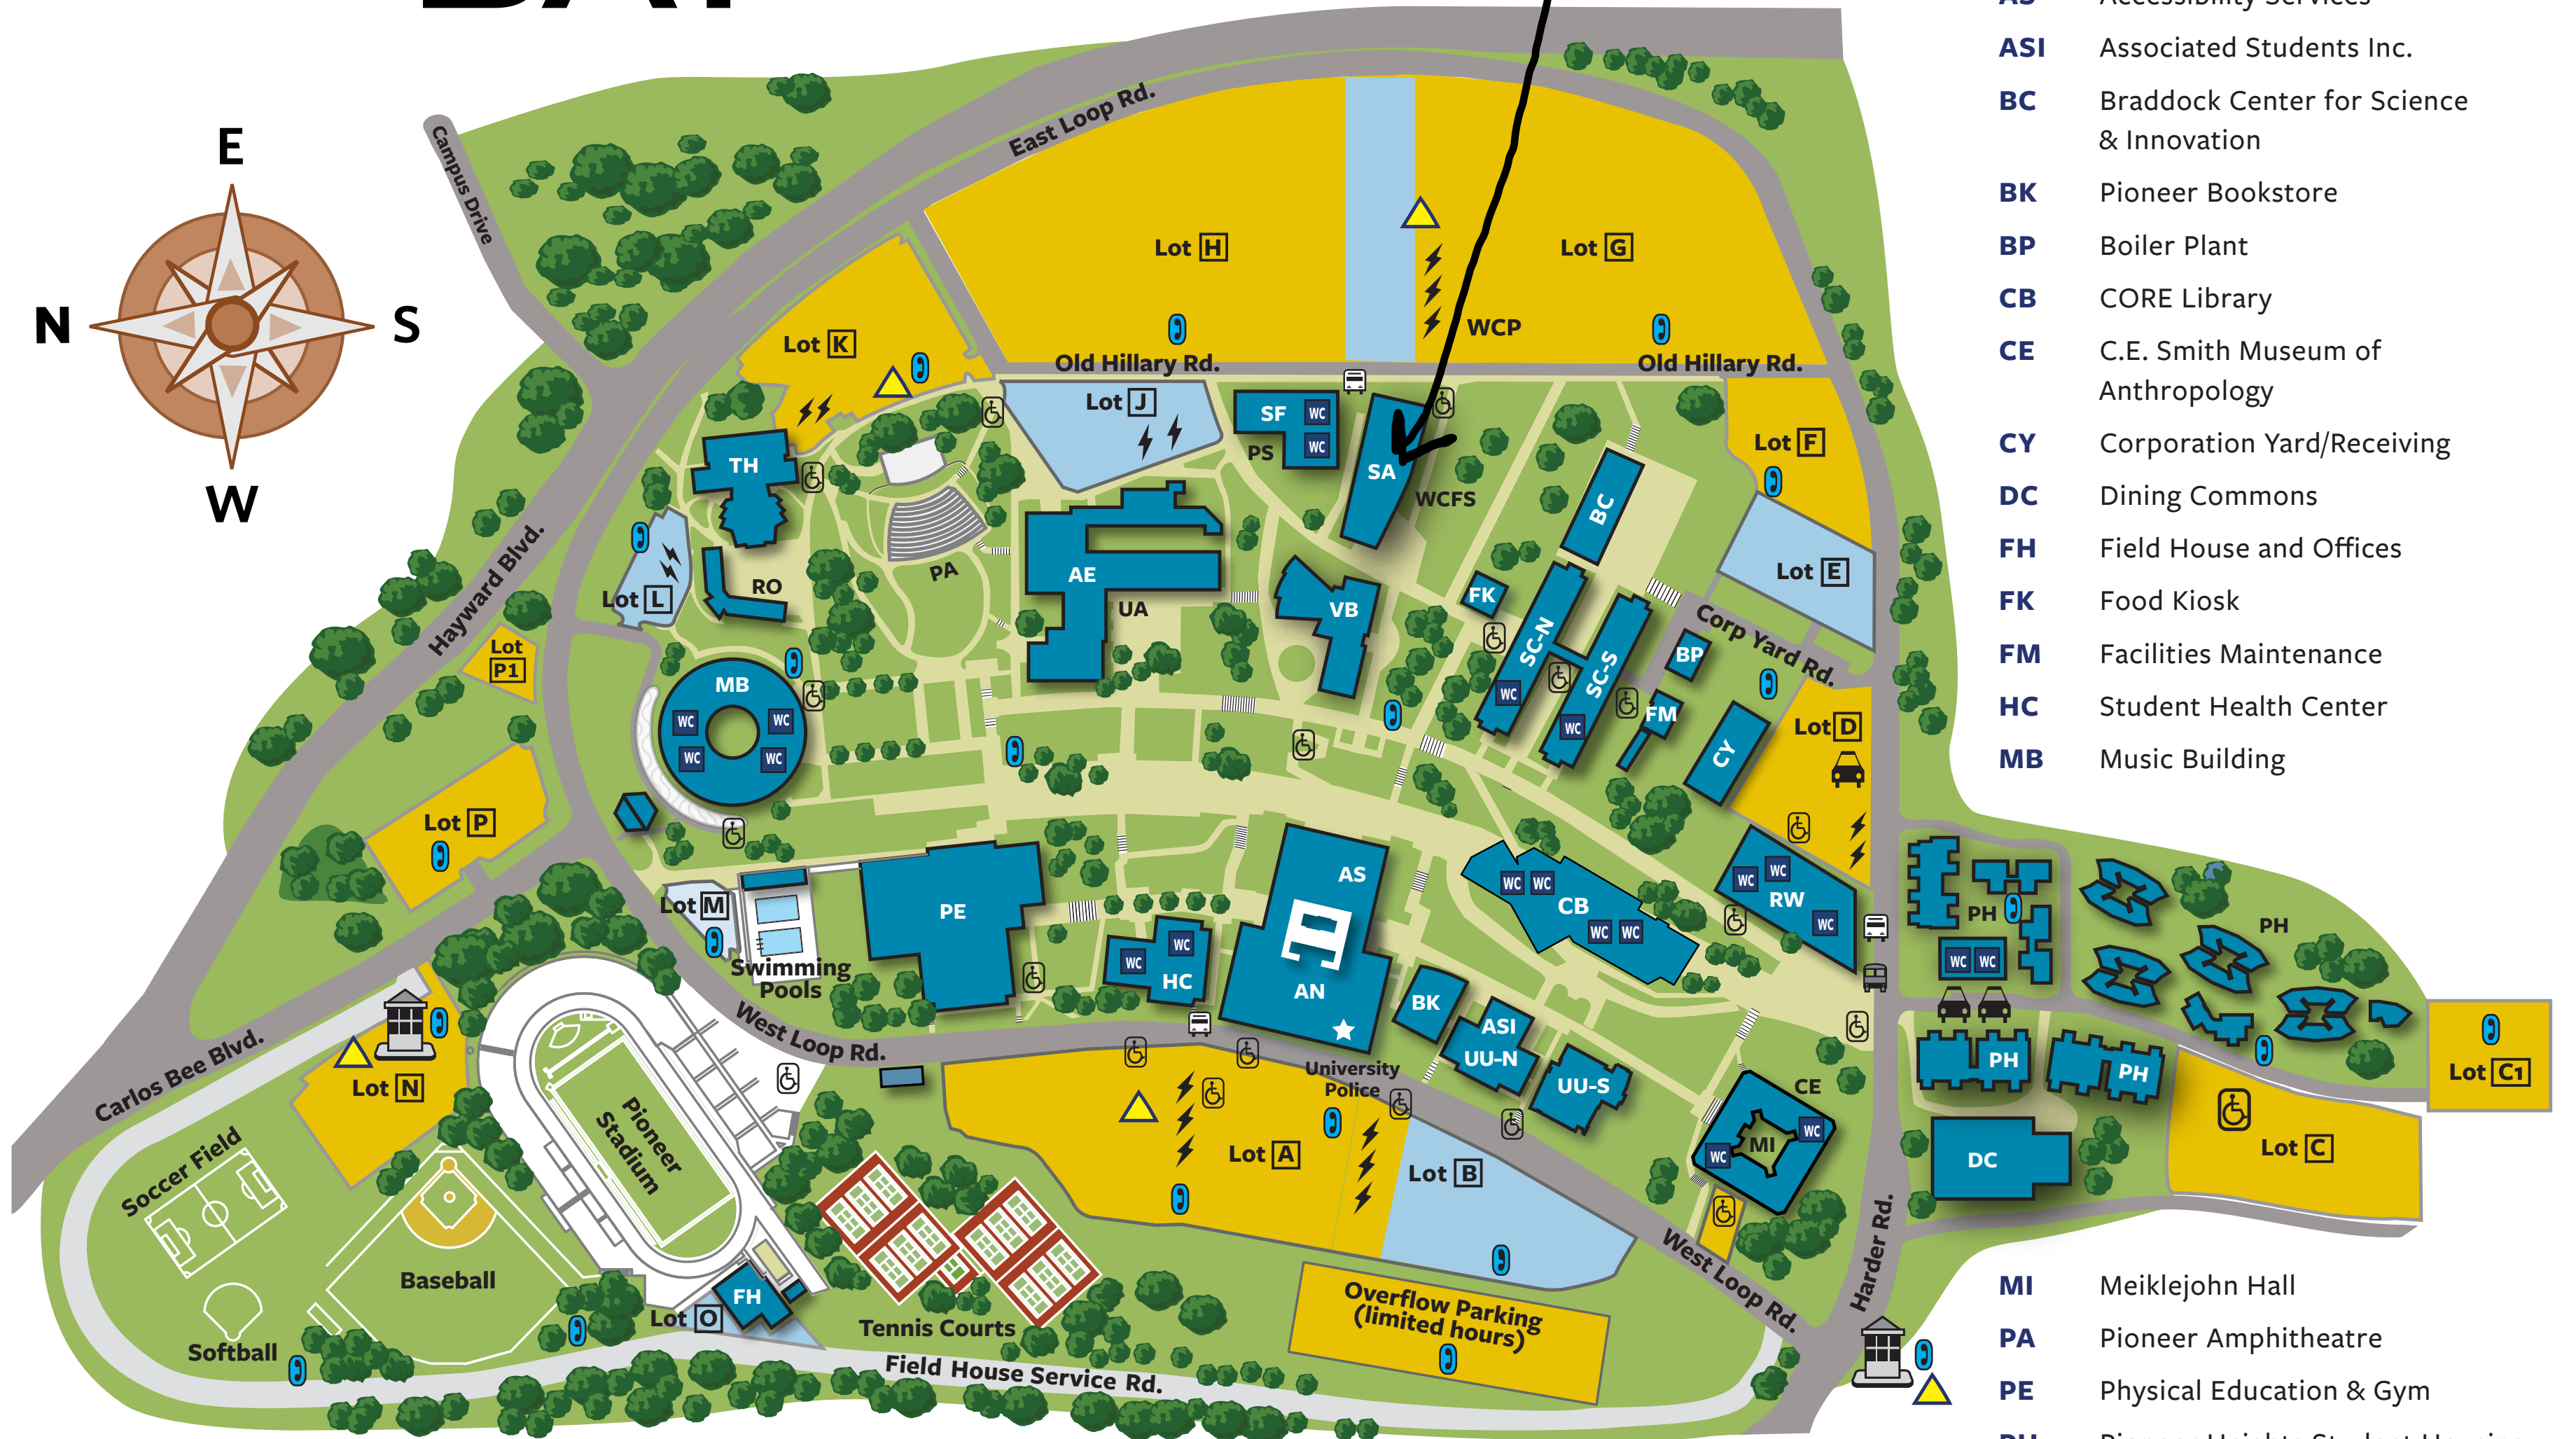 BAY
E
N
S
W
Campus Drive
East Loop Rd.
Lot H
Lot G
WCP
Lot K
Old Hillary Rd.
Old Hillary Rd.
Lot J
SF WC
WC
PS
SA
WCFS
Lot F
TH
BC
Lot E
PA
AE
UA
VB
FK
Lot L
RO
Hayward Blvd.
SC-N
WC
SC-S
WC
Corp Yard Rd.
BP
FM
CY
Lot D
Lot
P1
MB
WC WC
WC WC
Lot P
Lot M
Swimming
Pools
PE
WC
WC
HC
AS
AN
University
Police
WC WC
CB
WC WC
WC WC
RW
WC
BK
ASI
UU-N
UU-S
CE
MI
WC
WC
PH
WC WC
PH
PH
PH
DC
Lot C1
Lot C
West Loop Rd.
Carlos Bee Blvd.
Lot N
Soccer Field
Pioneer
Stadium
Baseball
Softball
Lot O
FH
Tennis Courts
Lot A
Lot B
Overflow Parking
(limited hours)
West Loop Rd.
Harder Rd.
Field House Service Rd.
AS Accessibility Services
ASI Associated Students Inc.
BC Braddock Center for Science
& Innovation
BK Pioneer Bookstore
BP Boiler Plant
CB CORE Library
CE C.E. Smith Museum of
Anthropology
CY Corporation Yard/Receiving
DC Dining Commons
FH Field House and Offices
FK Food Kiosk
FM Facilities Maintenance
HC Student Health Center
MB Music Building
MI Meiklejohn Hall
PA Pioneer Amphitheatre
PE Physical Education & Gym
PH Pioneer Heights Student Housing